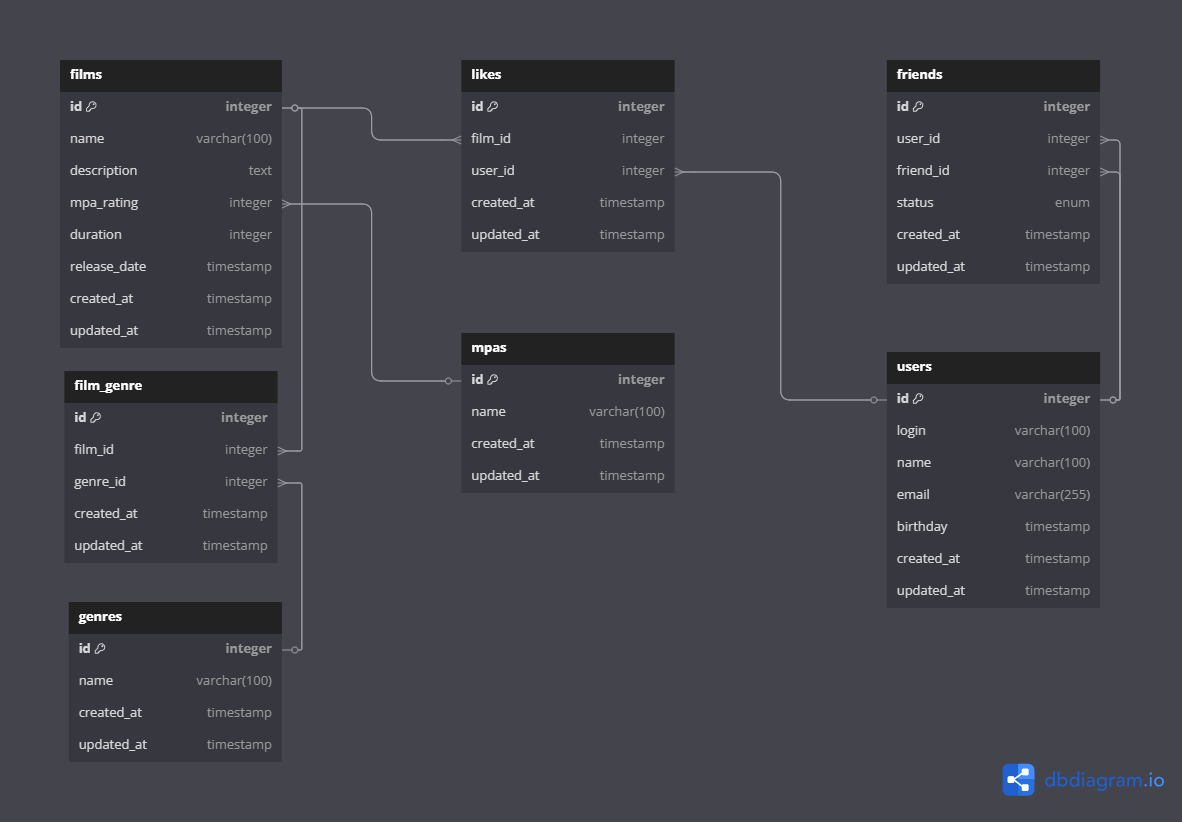 films
id integer
name varchar(100)
description text
mpa_rating integer
duration integer
release_date timestamp
created_at timestamp
updated_at timestamp
film_genre
id integer
film_id integer
genre_id integer
created_at timestamp
updated_at timestamp
genres
id integer
name varchar(100)
created_at timestamp
updated_at timestamp
likes
id integer
film_id integer
user_id integer
created_at timestamp
updated_at timestamp
mpas
id integer
name varchar(100)
created_at timestamp
updated_at timestamp
friends
id integer
user_id integer
friend_id integer
status enum
created_at timestamp
updated_at timestamp
users
id integer
login varchar(100)
name varchar(100)
email varchar(255)
birthday timestamp
created_at timestamp
updated_at timestamp
dbdiagram.io